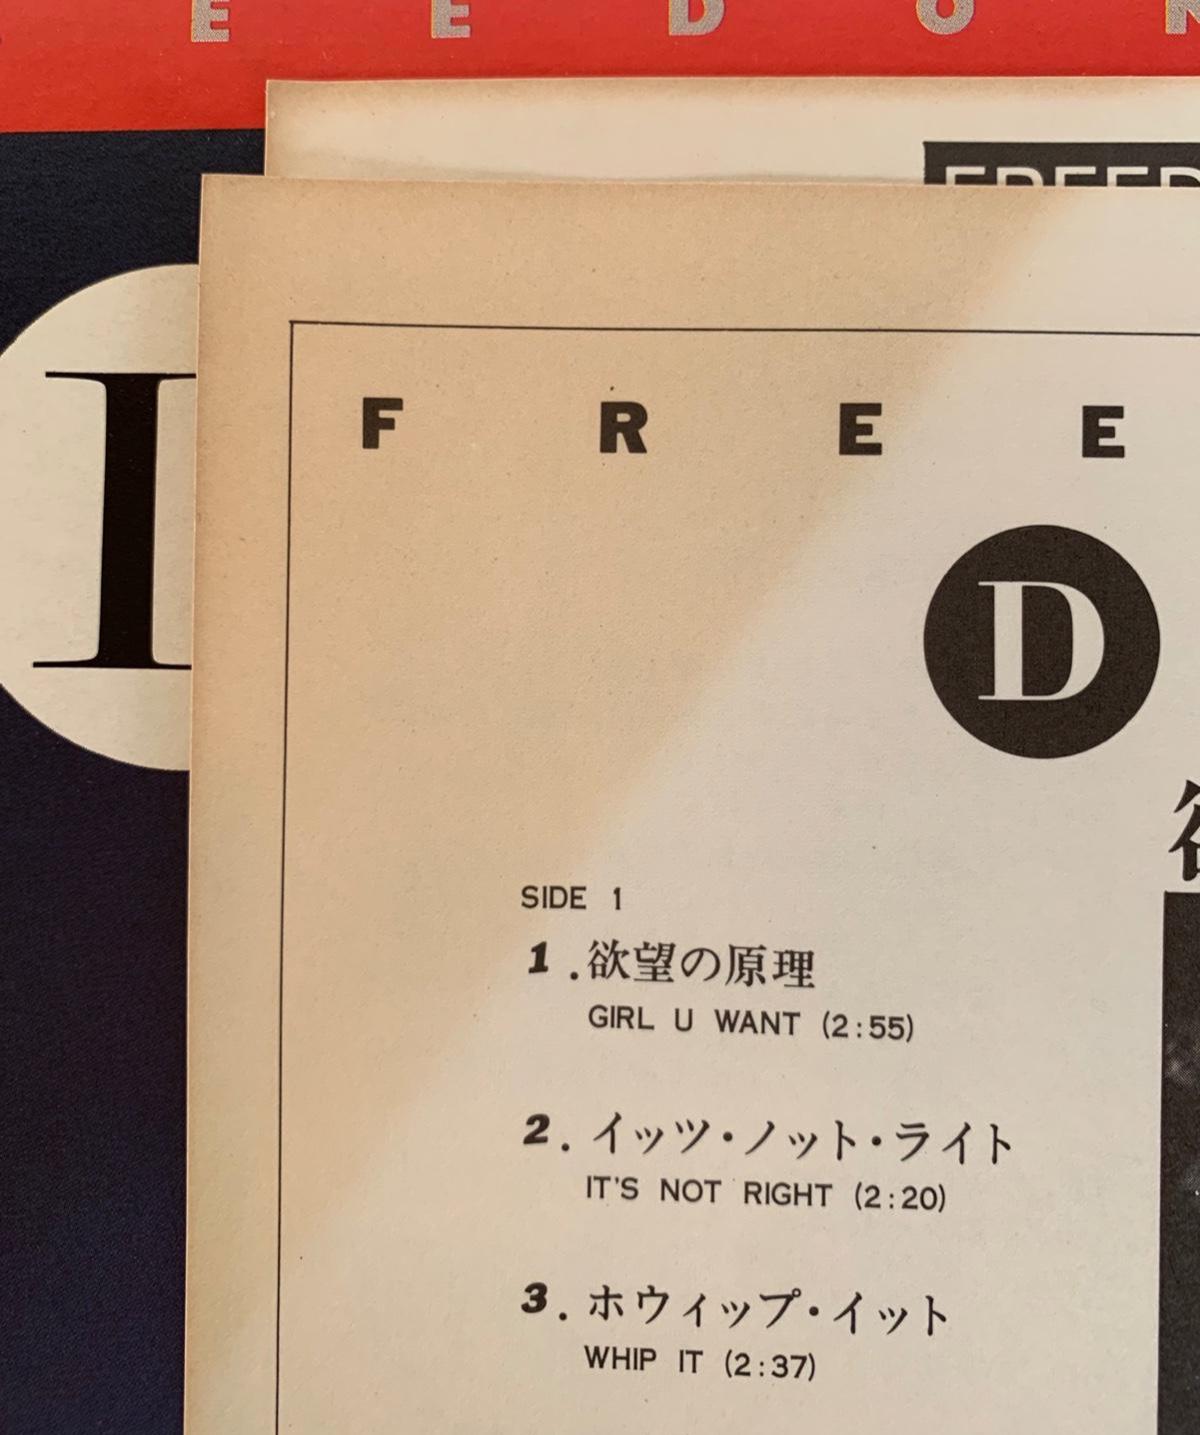 E E D O
FREED
F R E E
D
SIDE 1
1.欲望の原理
GIRL U WANT (2:55)
2.イッツ・ノット・ライト
IT'S NOT RIGHT (2:20)
3.ホウィップ・イット
WHIP IT (2:37)